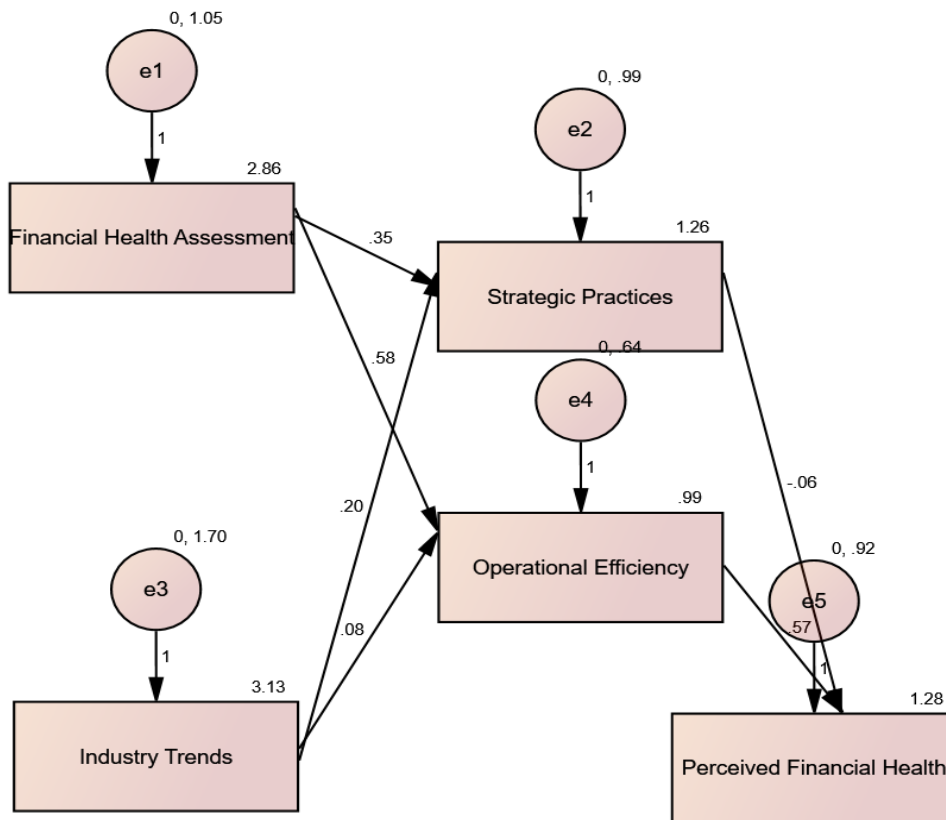 0, 1.05
e1
1
2.86
Financial Health Assessment
0, .99
e2
1
1.26
Strategic Practices
.35
.58
0, .64
e4
1
.99
Operational Efficiency
.20
.08
0, 1.70
e3
1
3.13
Industry Trends
-.06
.57
0, .92
e5
1
1.28
Perceived Financial Health